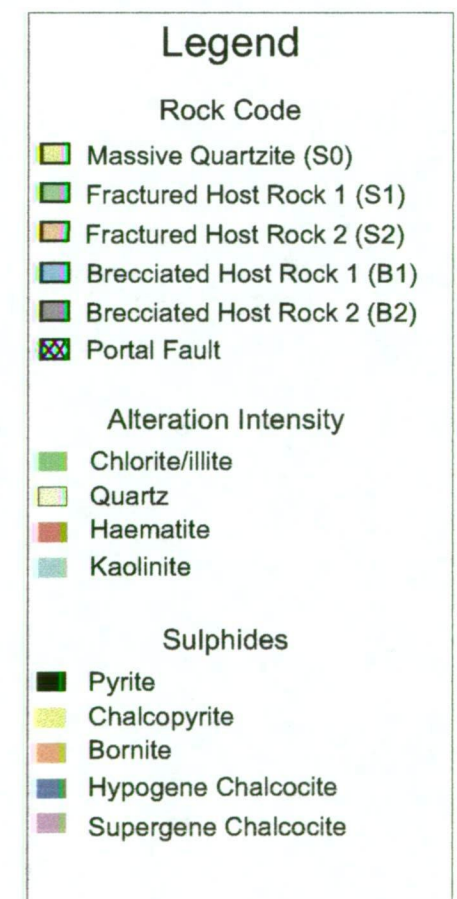 Legend
Rock Code
Massive Quartzite (S0)
Fractured Host Rock 1 (S1)
Fractured Host Rock 2 (S2)
Brecciated Host Rock 1 (B1)
Brecciated Host Rock 2 (B2)
Portal Fault
Alteration Intensity
Chlorite/illite
Quartz
Haematite
Kaolinite
Sulphides
Pyrite
Chalcopyrite
Bornite
Hypogene Chalcocite
Supergene Chalcocite